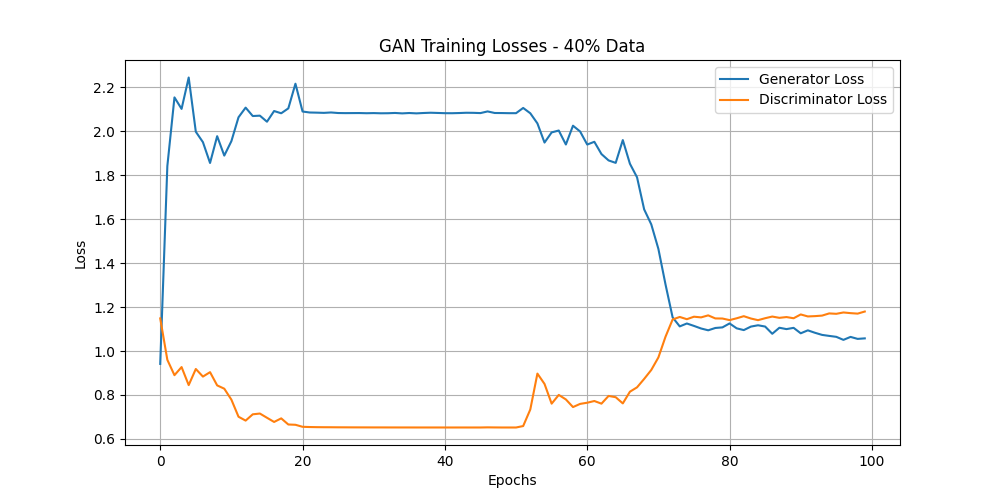 GAN Training Losses - 40% Data
Generator Loss
Discriminator Loss
2.2
2.0
1.8
1.6
1.4
1.2
1.0
0.8
0.6
Loss
0 20 40 60 80 100
Epochs